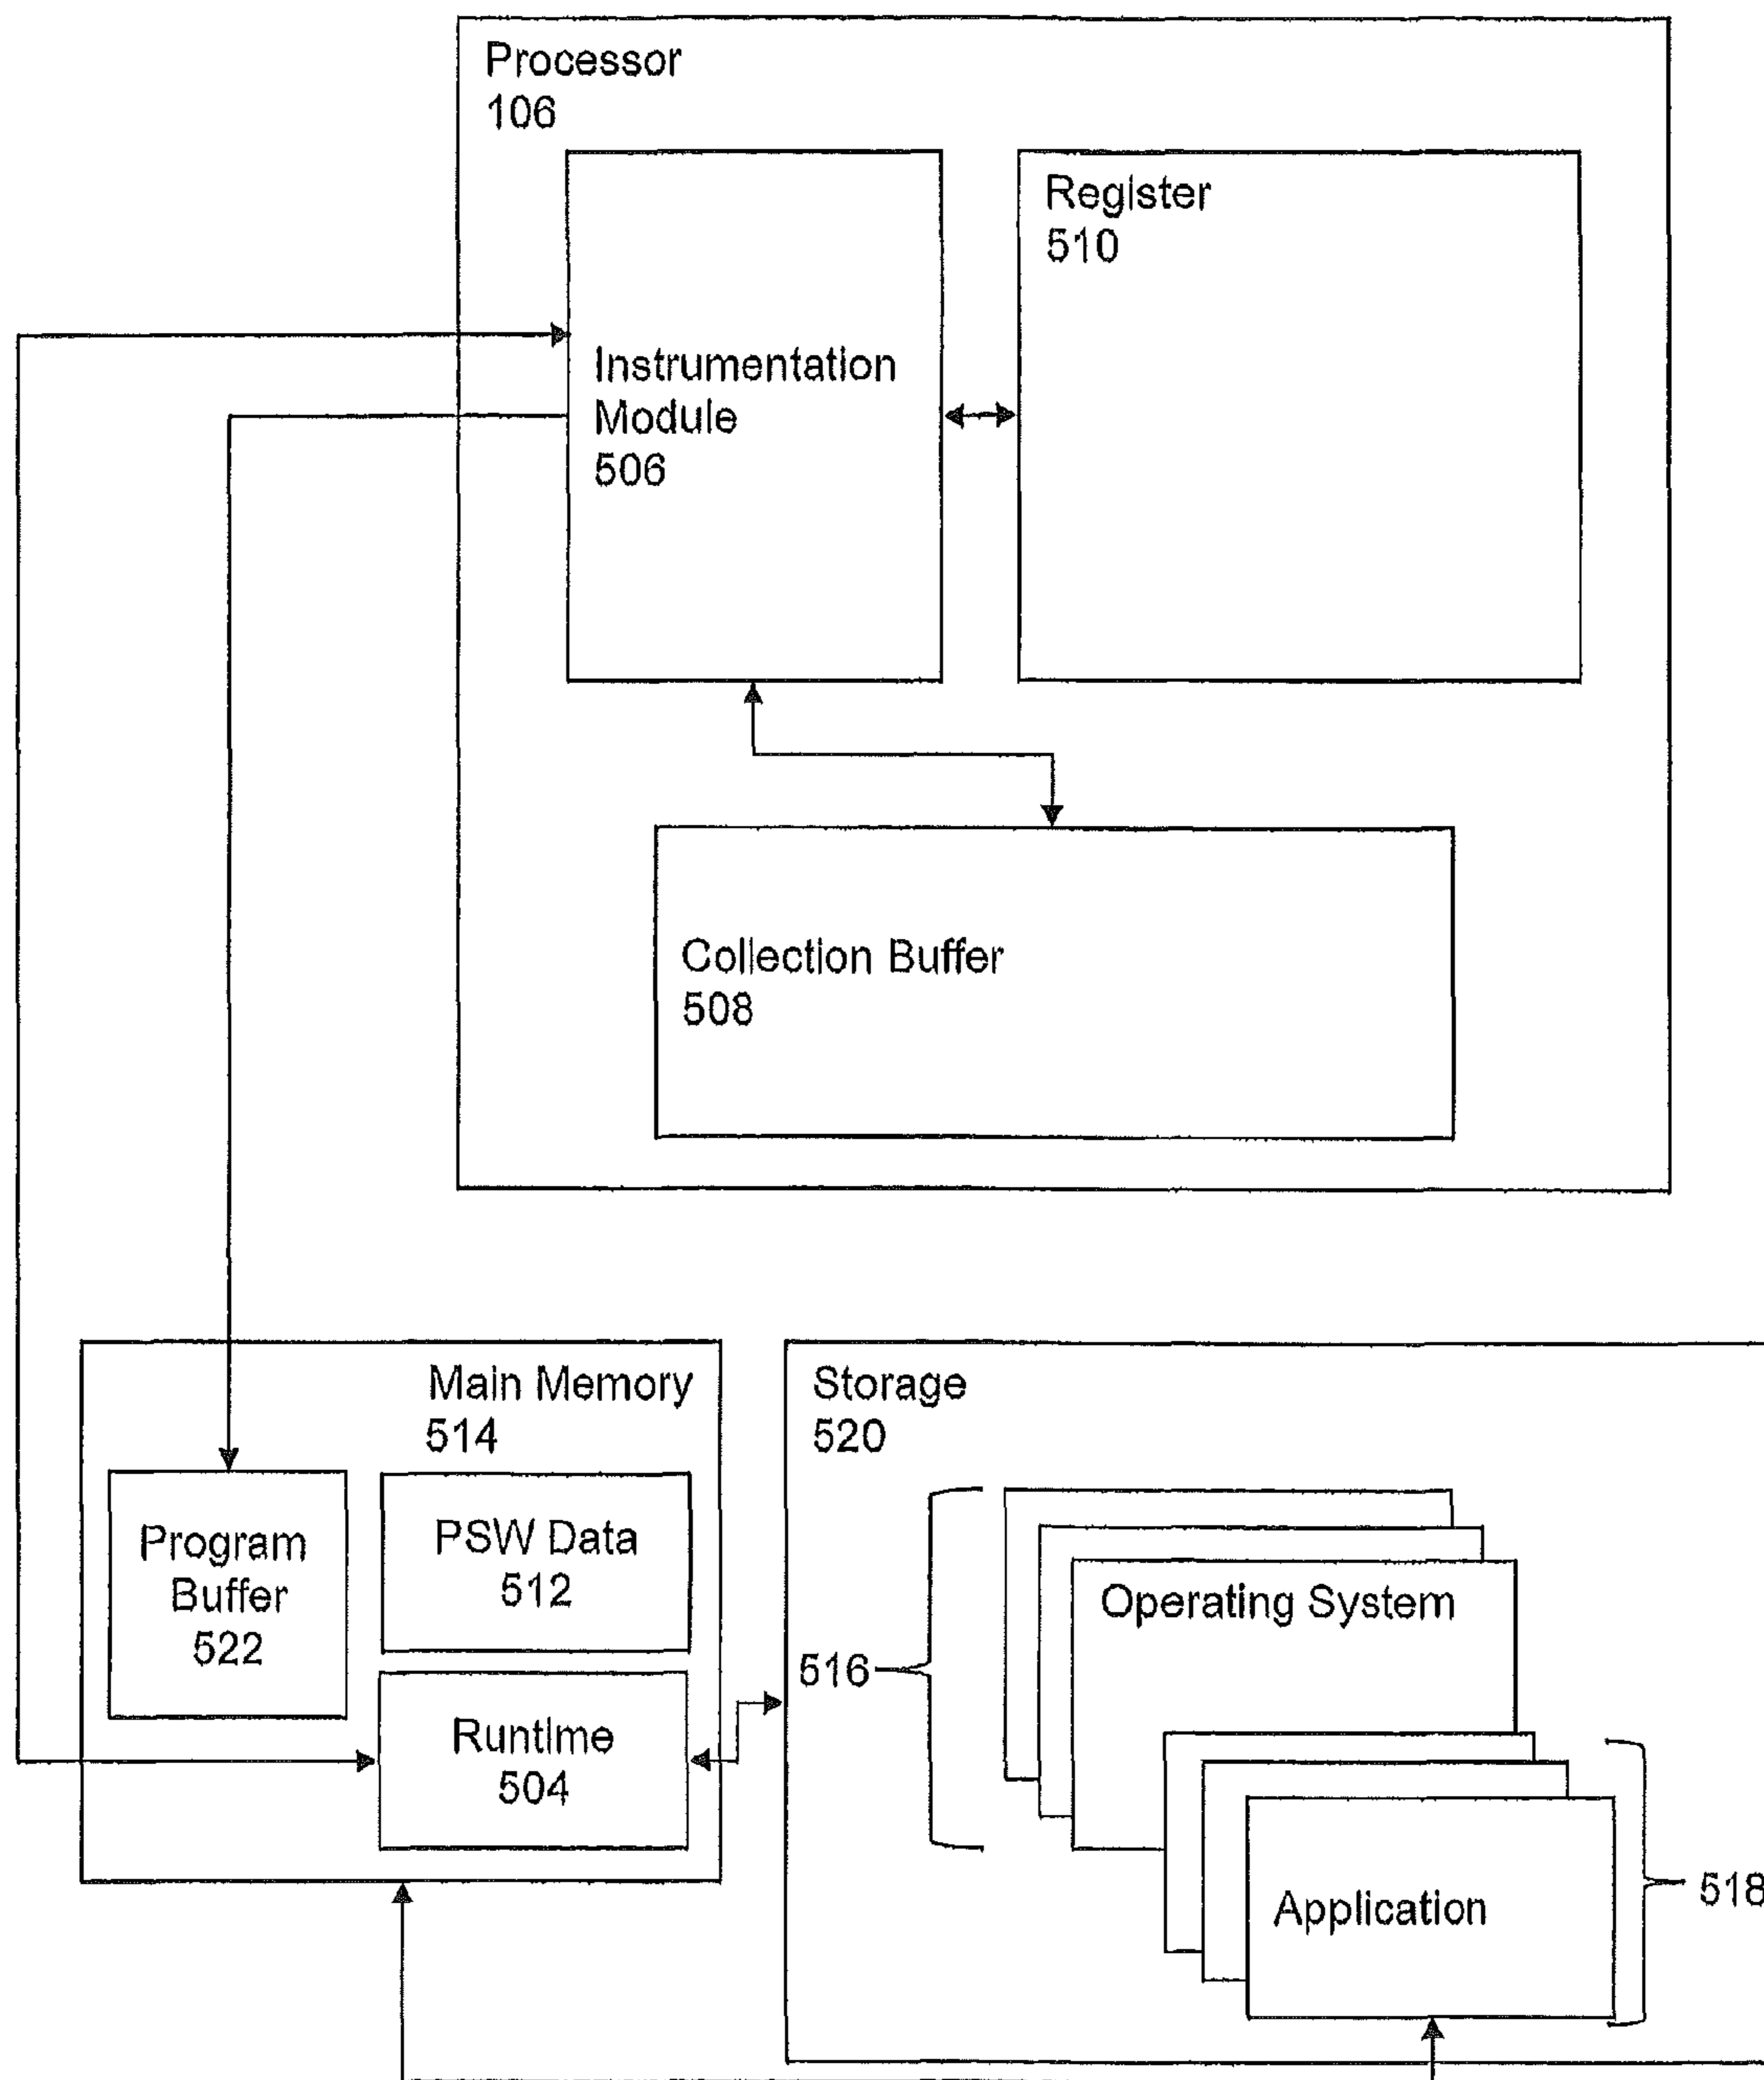 Processor
106
Register
510
Instrumentation
Module
506
Collection Buffer
508
Main Memory
514
Storage
520
Program
Buffer
522
PSW Data
512
Runtime
504
Operating System
516
Application
518